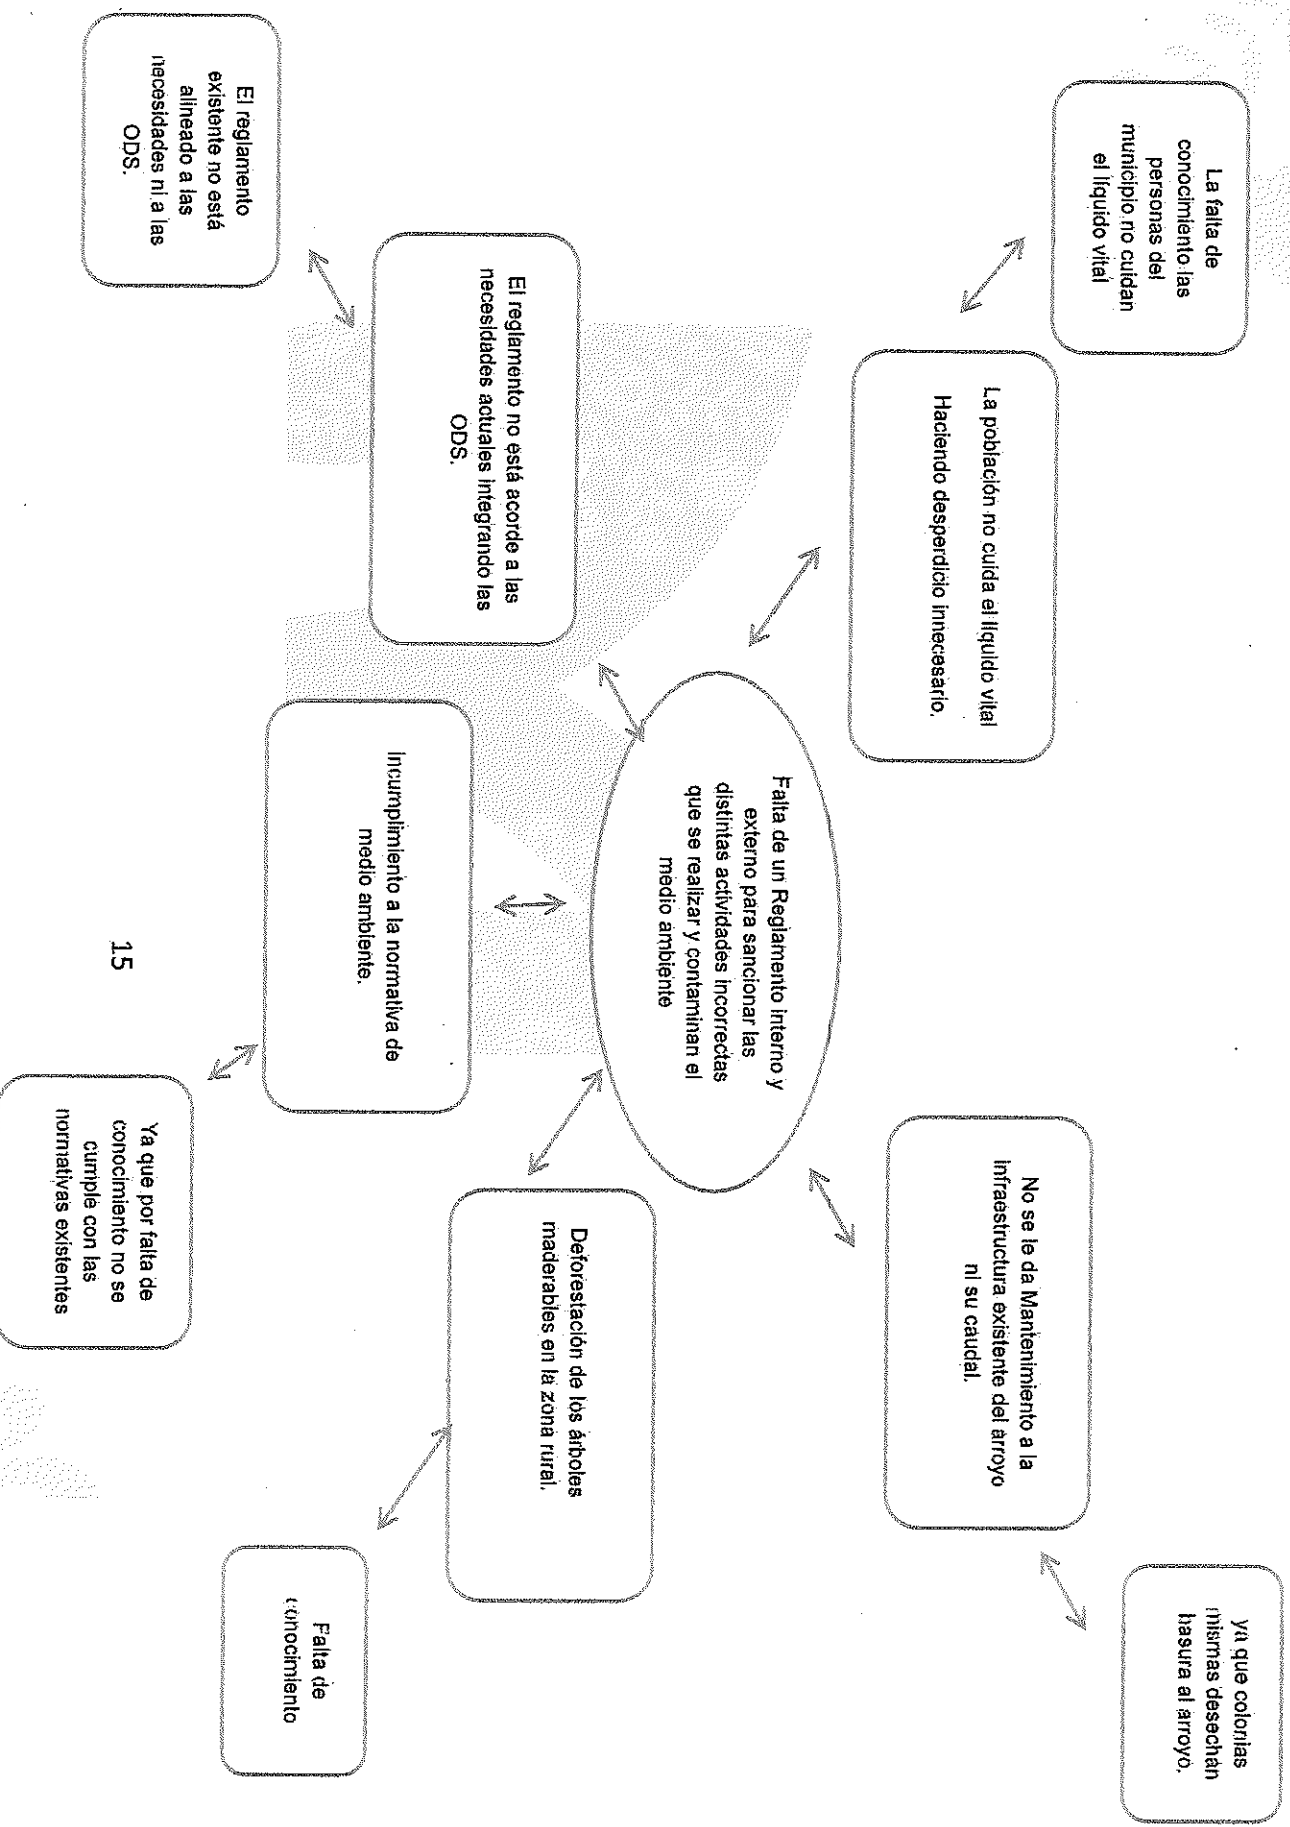 La falta de
conocimiento las
personas del
municipio no cuidan
el líquido vital
La población no cuida el líquido vital
Haciendo desperdicio innecesario.
No se le da Mantenimiento a la
infraestructura existente del arroyo
ni su caudal.
ya que colonias
mismas desechan
basura al arroyo.
Falta de un Reglamento interno y
externo para sancionar las
distintas actividades incorrectas
que se realizar y contaminan el
medio ambiente
El reglamento no está acorde a las
necesidades actuales integrando las
ODS.
El reglamento
existente no está
alineado a las
necesidades ni a las
ODS.
Incumplimiento a la normativa de
medio ambiente.
Ya que por falta de
conocimiento no se
cumple con las
normativas existentes
Deforestación de los árboles
maderables en la zona rural.
Falta de
conocimiento
15